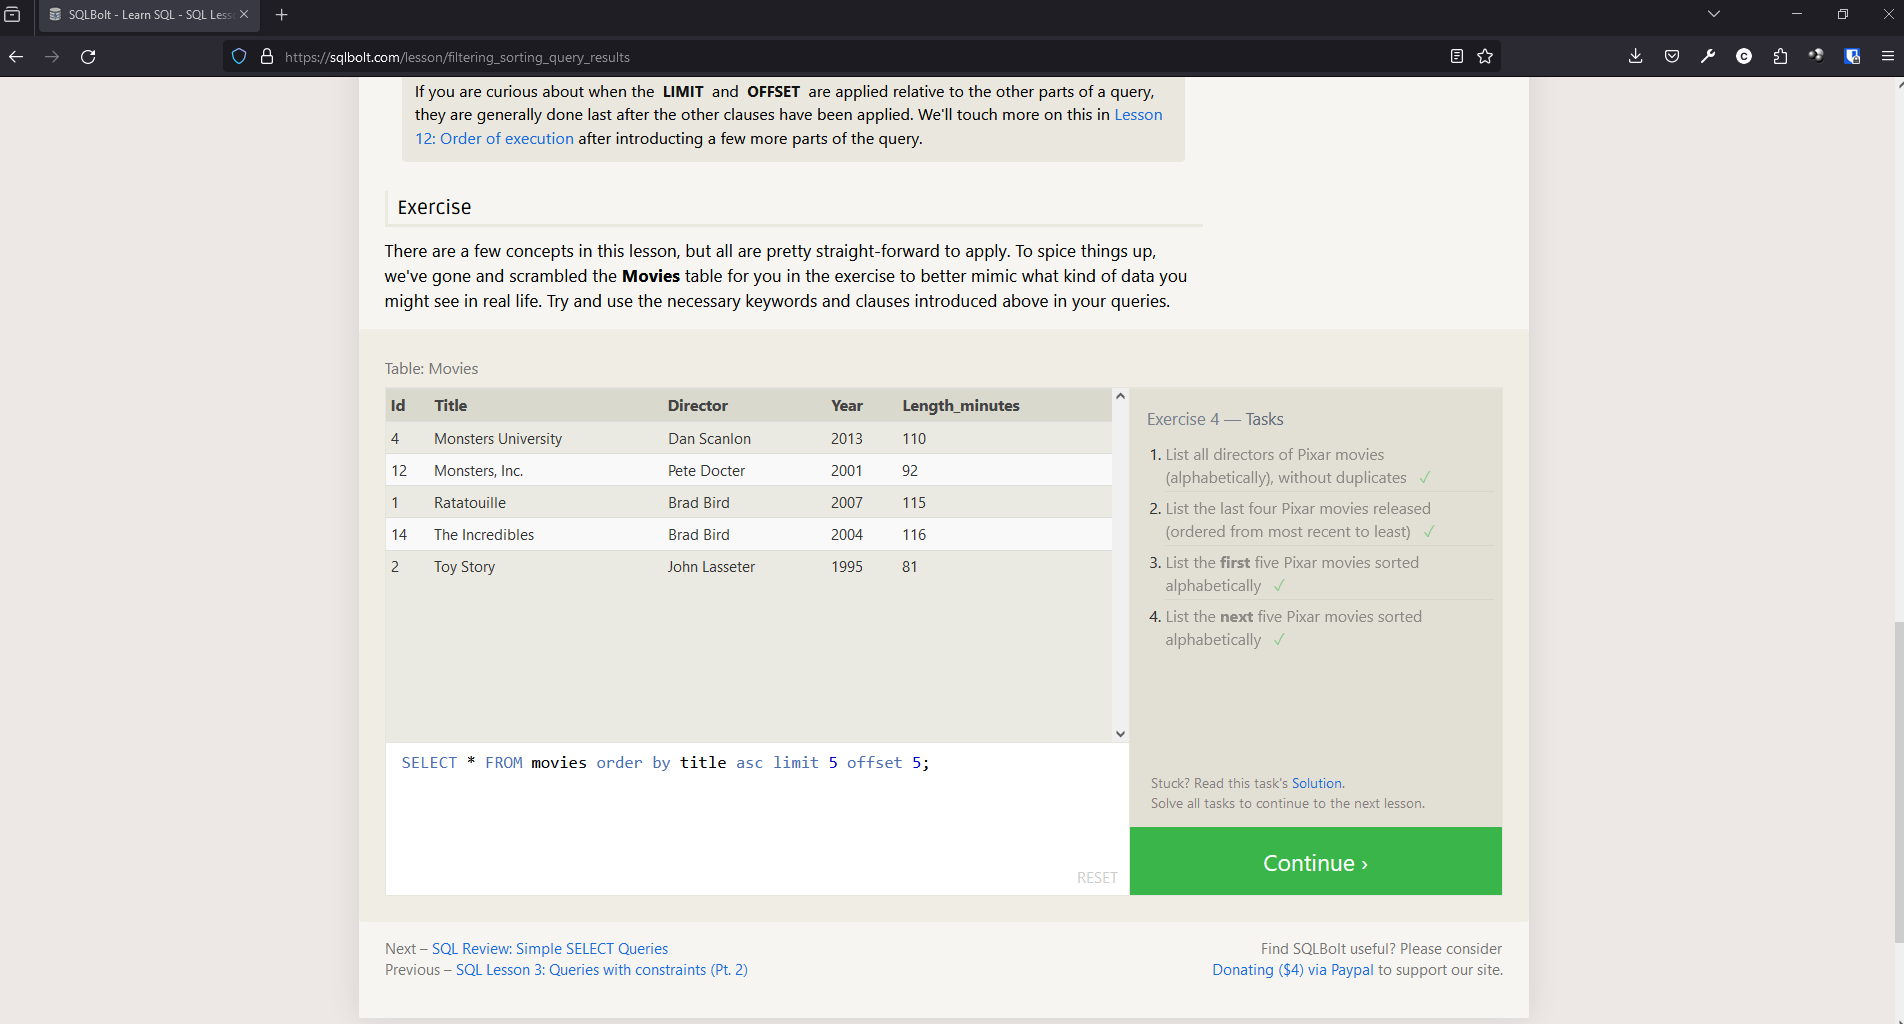 SQLBolt - Learn SQL - SQL Less
https://sqlbolt.com/lesson/filtering_sorting_query_results
If you are curious about when the LIMIT and OFFSET are applied relative to the other parts of a query,
they are generally done last after the other clauses have been applied. We'll touch more on this in Lesson
12: Order of execution after introducting a few more parts of the query.
Exercise
There are a few concepts in this lesson, but all are pretty straight-forward to apply. To spice things up,
we've gone and scrambled the Movies table for you in the exercise to better mimic what kind of data you
might see in real life. Try and use the necessary keywords and clauses introduced above in your queries.
Table: Movies
Id Title Director Year Length_minutes
4 Monsters University Dan Scanlon 2013 110
12 Monsters, Inc. Pete Docter 2001 92
1 Ratatouille Brad Bird 2007 115
14 The Incredibles Brad Bird 2004 116
2 Toy Story John Lasseter 1995 81
SELECT * FROM movies order by title asc limit 5 offset 5;
RESET
Exercise 4 — Tasks
1. List all directors of Pixar movies
(alphabetically), without duplicates ✓
2. List the last four Pixar movies released
(ordered from most recent to least) ✓
3. List the first five Pixar movies sorted
alphabetically ✓
4. List the next five Pixar movies sorted
alphabetically ✓
Stuck? Read this task's Solution.
Solve all tasks to continue to the next lesson.
Continue ›
Next – SQL Review: Simple SELECT Queries
Previous – SQL Lesson 3: Queries with constraints (Pt. 2)
Find SQLBolt useful? Please consider
Donating ($4) via Paypal to support our site.